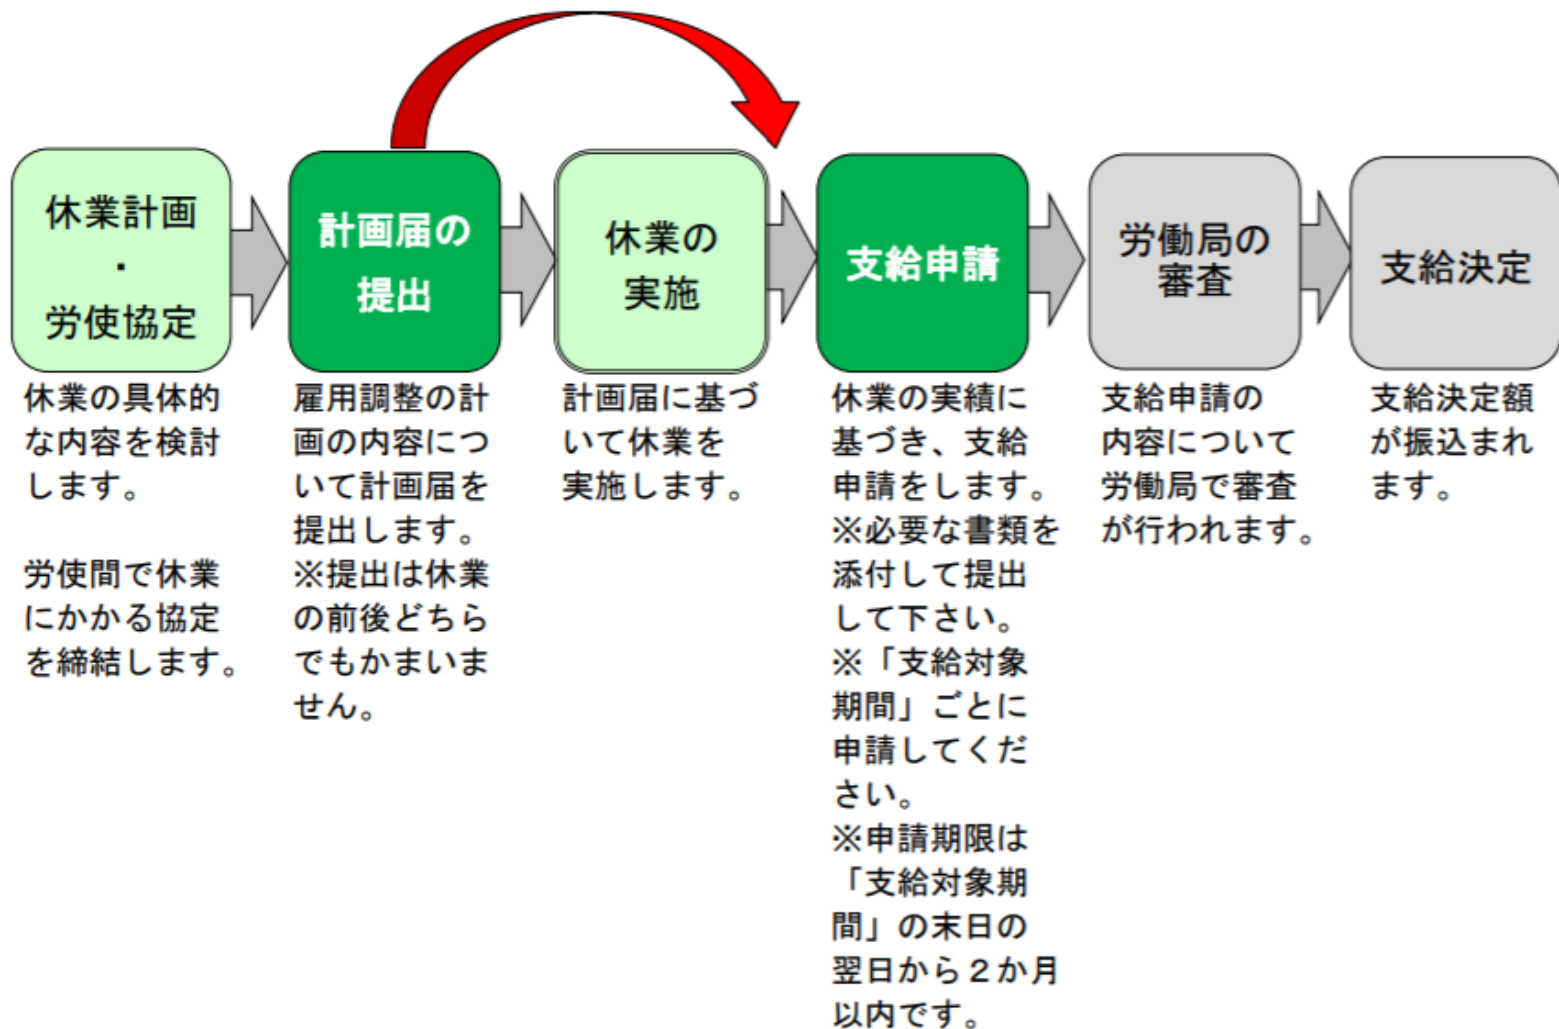 休業計画
・
労使協定
計画届の
提出
休業の
実施
支給申請
労働局の
審査
支給決定
休業の具体的
な内容を検討
します。
労使間で休業
にかかる協定
を締結します。
雇用調整の計
画の内容につ
いて計画届を
提出します。
※提出は休業
の前後どちら
でもかまいま
せん。
計画届に基づ
いて休業を
実施します。
休業の実績に
基づき、支給
申請をします。
※必要な書類を
添付して提出
して下さい。
※「支給対象
期間」ごとに
申請してくだ
さい。
※申請期限は
「支給対象期
間」の末日の
翌日から２か月
以内です。
支給申請の
内容について
労働局で審査
が行われます。
支給決定額
が振込まれ
ます。